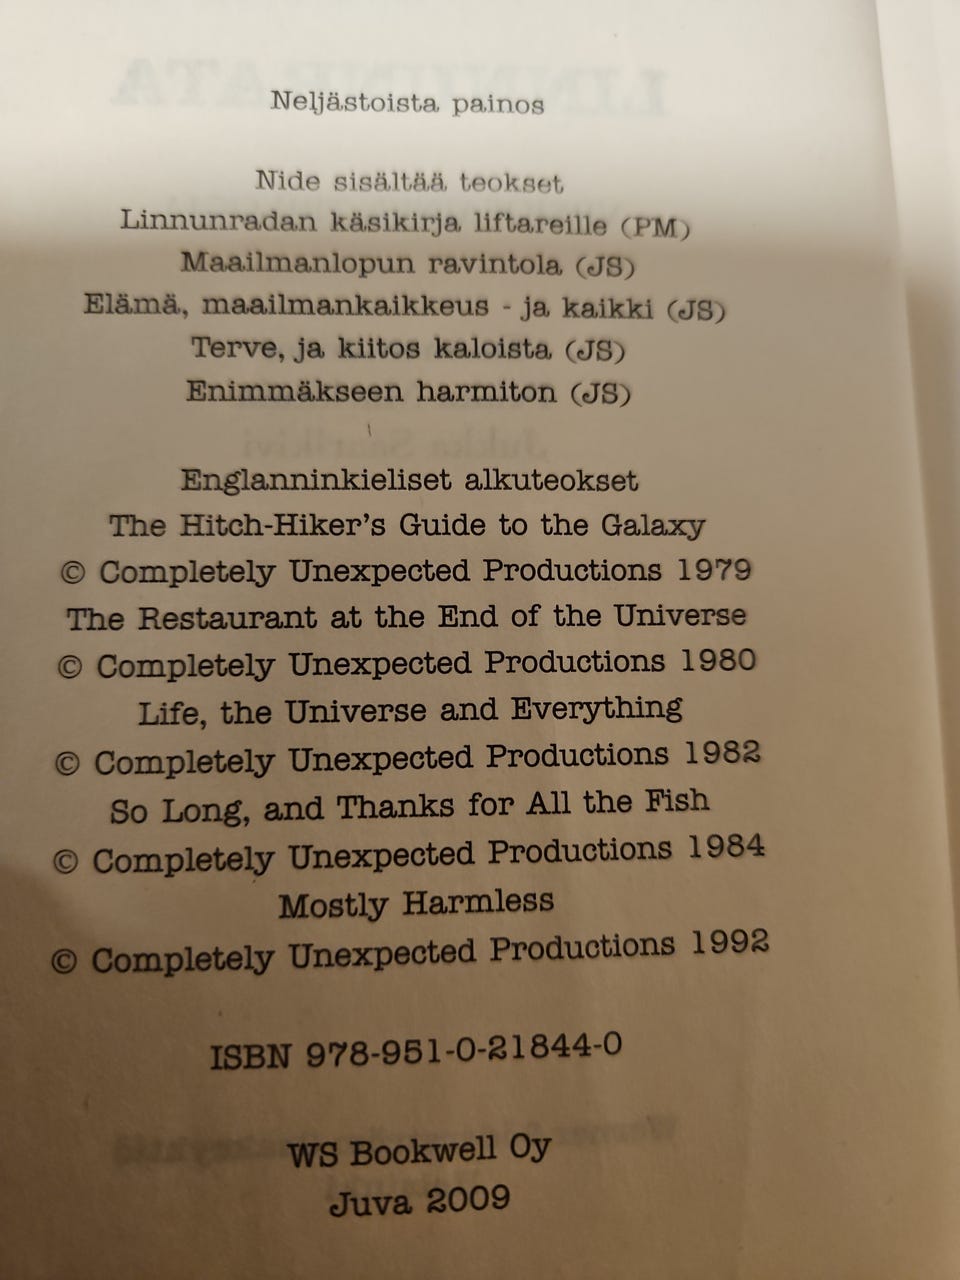 Neljästoista painos
Nide sisältää teokset
Linnunradan käsikirja liftareille (PM)
Maailmanlopun ravintola (JS)
Elämä, maailmankaikkeus - ja kaikki (JS)
Terve, ja kiitos kaloista (JS)
Enimmäkseen harmiton (JS)
Englanninkieliset alkuteokset
The Hitch-Hiker's Guide to the Galaxy
© Completely Unexpected Productions 1979
The Restaurant at the End of the Universe
© Completely Unexpected Productions 1980
Life, the Universe and Everything
© Completely Unexpected Productions 1982
So Long, and Thanks for All the Fish
© Completely Unexpected Productions 1984
Mostly Harmless
© Completely Unexpected Productions 1992
ISBN 978-951-0-21844-0
WS Bookwell Oy
Juva 2009